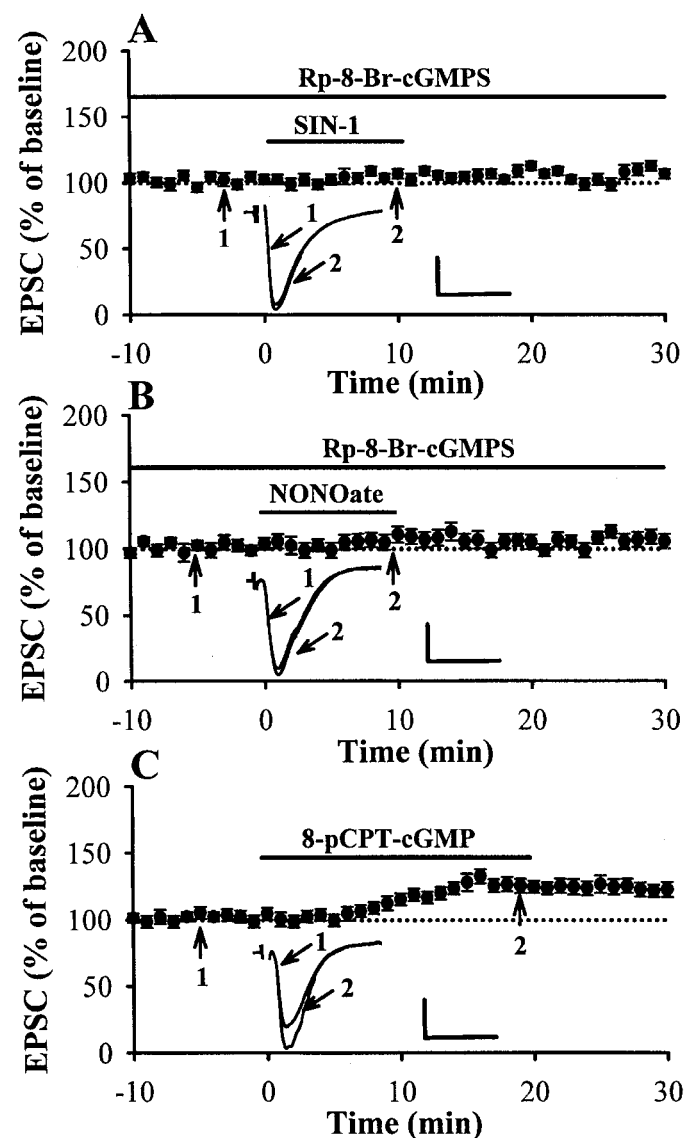 A
200
Rp-8-Br-cGMPS
150
SIN-1
100
1
2
1
50
2
0
-10 0 10 20 30
Time (min)
EPSC (% of baseline)
B
200
Rp-8-Br-cGMPS
150
NONOate
100
1
2
1
50
2
0
-10 0 10 20 30
Time (min)
EPSC (% of baseline)
C
200
8-pCPT-cGMP
150
100
1
2
1
50
2
0
-10 0 10 20 30
Time (min)
EPSC (% of baseline)